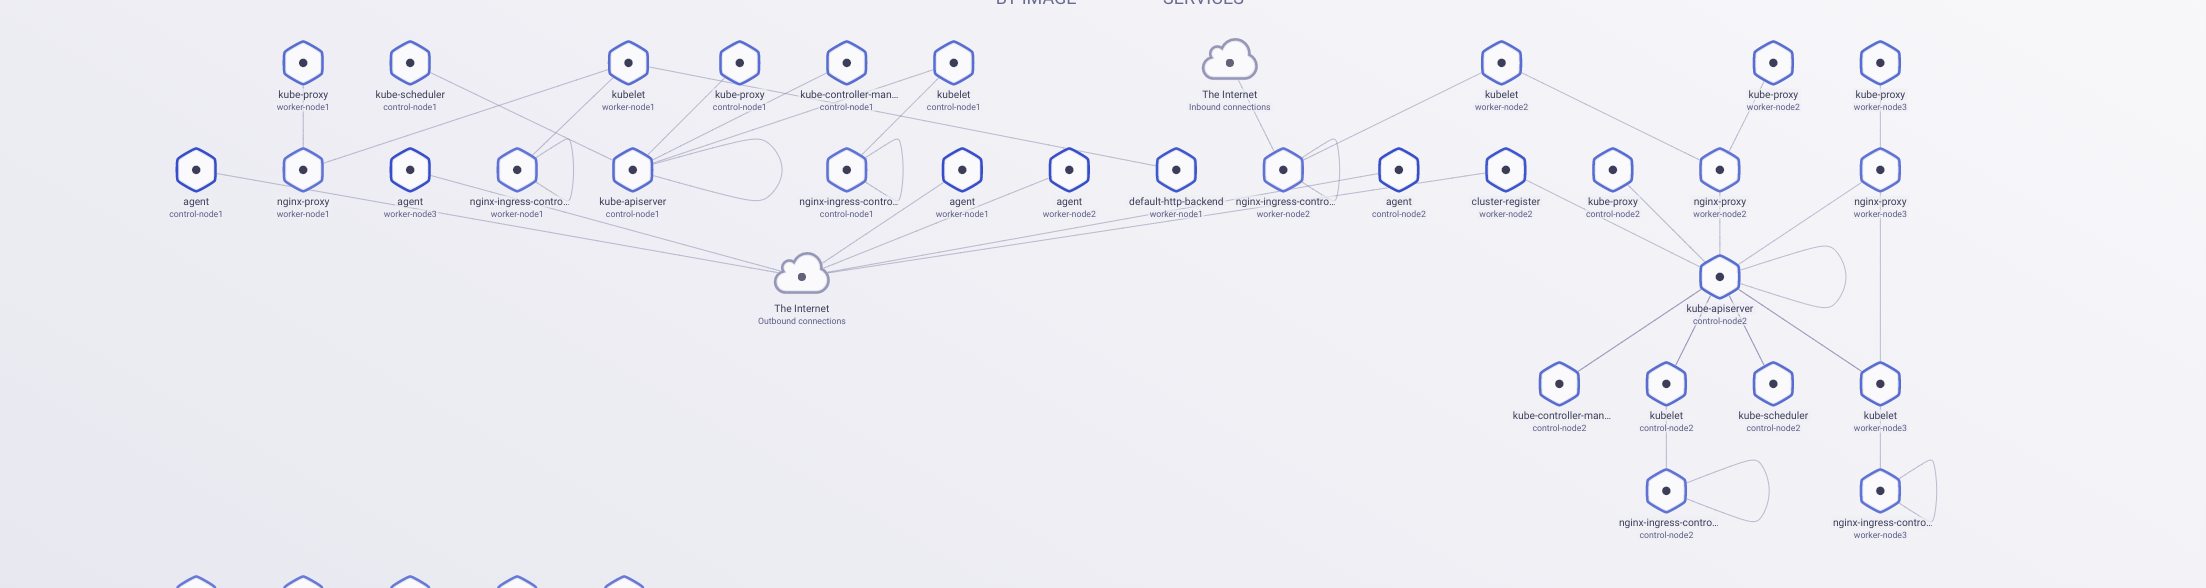 BY IMAGE SERVICES
kube-proxy kube-scheduler kubelet kube-proxy kube-controller-man... kubelet The Internet kubelet kube-proxy kube-proxy
worker-node1 control-node1 worker-node1 control-node1 control-node1 control-node1 Inbound connections worker-node2 worker-node2 worker-node3
agent nginx-proxy agent nginx-ingress-contro... kube-apiserver nginx-ingress-contro... agent agent default-http-backend nginx-ingress-contro... agent cluster-register kube-proxy nginx-proxy nginx-proxy
control-node1 worker-node1 worker-node3 worker-node1 control-node1 control-node1 worker-node1 worker-node2 worker-node1 worker-node2 control-node2 worker-node2 control-node2 worker-node2 worker-node3
The Internet kube-apiserver
Outbound connections control-node2
kube-controller-man... kubelet kube-scheduler kubelet
control-node2 control-node2 control-node2 worker-node3
nginx-ingress-contro... nginx-ingress-contro...
control-node2 worker-node3